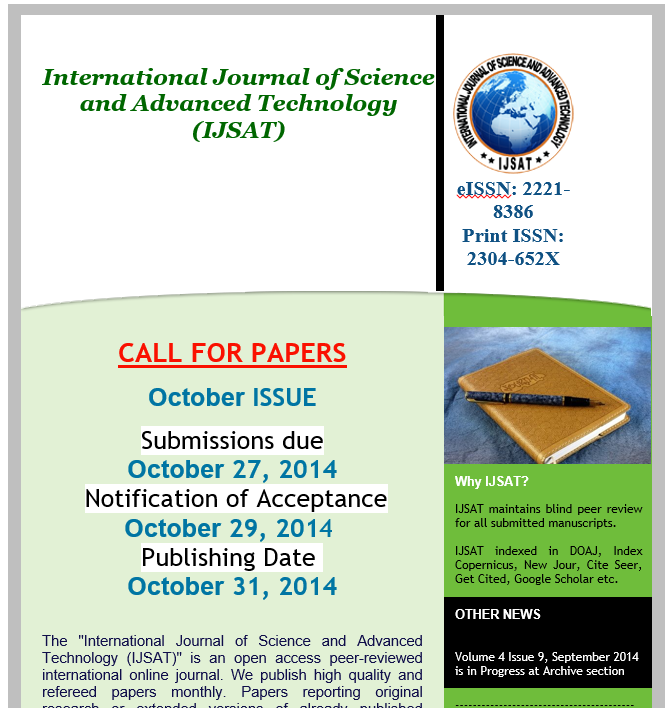 International Journal of Science
and Advanced Technology
(IJSAT)
INTERNATIONAL JOURNAL OF SCIENCE AND ADVANCED TECHNOLOGY
IJSAT
eISSN: 2221-
8386
Print ISSN:
2304-652X
CALL FOR PAPERS
October ISSUE
Submissions due
October 27, 2014
Notification of Acceptance
October 29, 2014
Publishing Date
October 31, 2014
The "International Journal of Science and Advanced
Technology (IJSAT)" is an open access peer-reviewed
international online journal. We publish high quality and
refereed papers monthly. Papers reporting original
research or extended versions of already published
Why IJSAT?
IJSAT maintains blind peer review
for all submitted manuscripts.
IJSAT indexed in DOAJ, Index
Copernicus, New Jour, Cite Seer,
Get Cited, Google Scholar etc.
OTHER NEWS
Volume 4 Issue 9, September 2014
is in Progress at Archive section